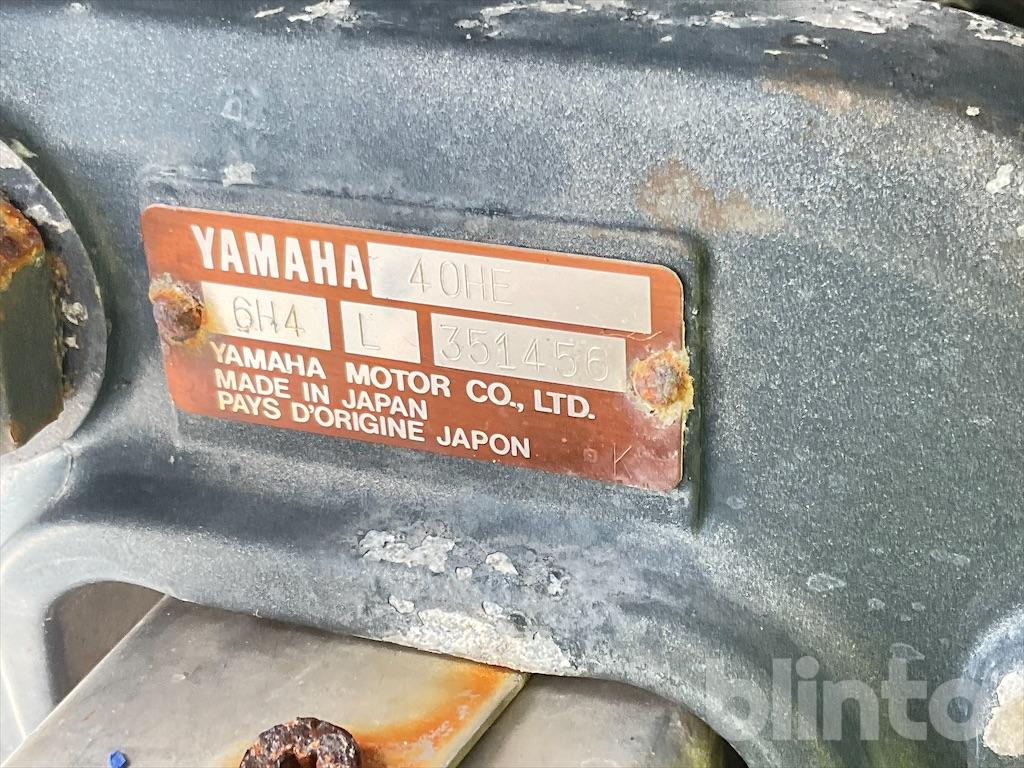 YAMAHA 40HE
6H4 L 351456
YAMAHA MOTOR CO., LTD.
MADE IN JAPAN
PAYS D'ORIGINE JAPON
K
blinto